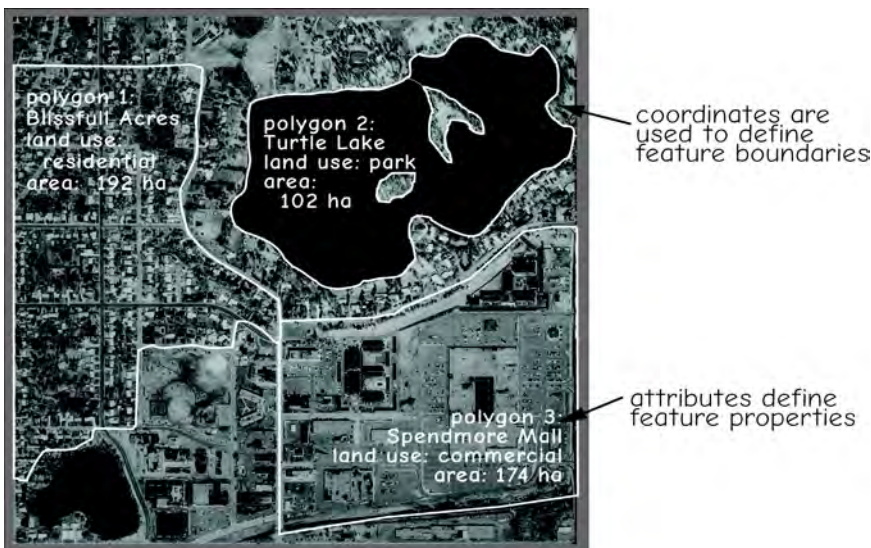 polygon 1:
Blissfull Acres
land use:
residential
area: 192 ha
polygon 2:
Turtle Lake
land use: park
area:
102 ha
coordinates are
used to define
feature boundaries
polygon 3:
Spendmore Mall
land use: commercial
area: 174 ha
attributes define
feature properties